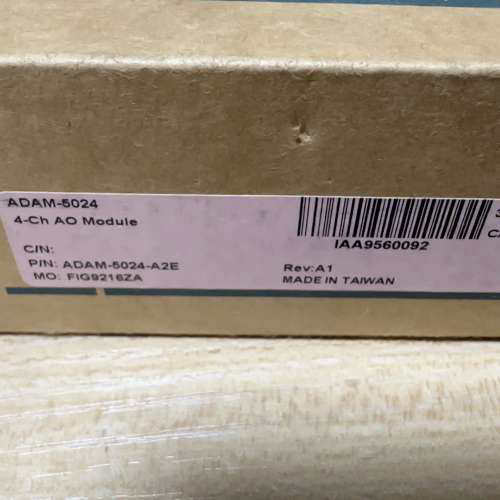 ADAM-5024
4-Ch AO Module
IAA9560092
C/N:
P/N: ADAM-5024-A2E
Rev:A1
MO: FIG9216ZA
MADE IN TAIWAN